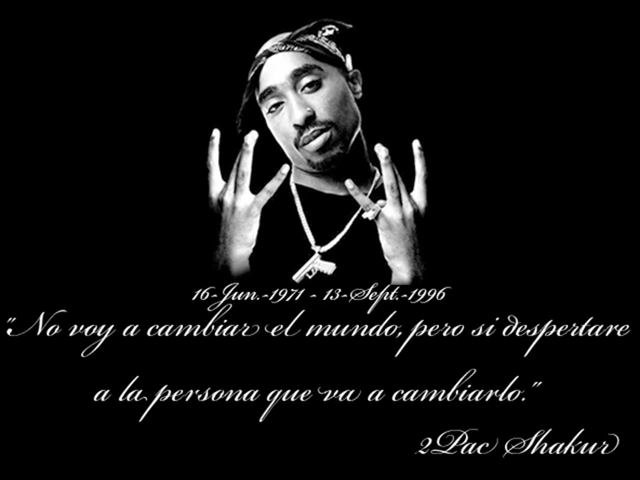 16-Jun.-1971 - 13-Sept.-1996
"No voy a cambiar el mundo, pero si despertare
a la persona que va a cambiarlo."
2Pac Shakur